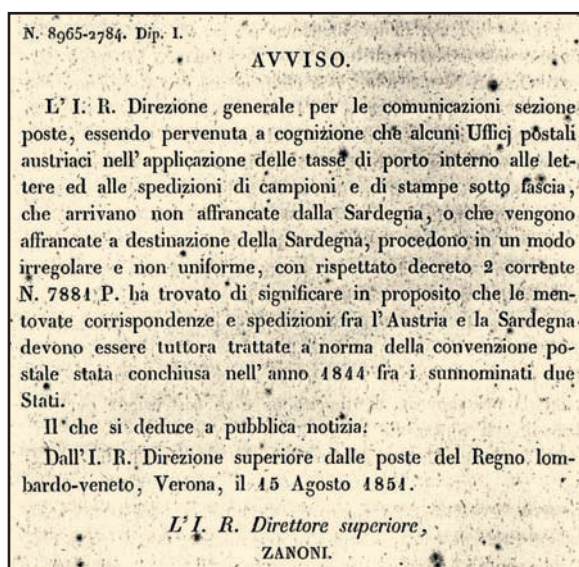 N. 8965-2784. Dip. I.
AVVISO.
L' I. R. Direzione generale per le comunicazioni sezione
poste, essendo pervenuta a cognizione che alcuni Ufficj postali
austriaci nell' applicazione delle tasse di porto interno alle let-
tere ed alle spedizioni di campioni e di stampe sotto fascia,
che arrivano non affrancate dalla Sardegna, o che vengono
affrancate a destinazione della Sardegna, procedono in un modo
irregolare e non uniforme, con rispettato decreto 2 corrente
N. 7881 P. ha trovato di significare in proposito che le men-
tovate corrispondenze e spedizioni fra l'Austria e la Sardegna
devono essere tuttora trattate a norma della convenzione po-
stale stata conchiusa nell' anno 1844 fra i sunnominati due
Stati.
Il che si deduce a pubblica notizia.
Dall' I. R. Direzione superiore dalle poste del Regno lom-
bardo-veneto, Verona, il 15 Agosto 1851.
L' I. R. Direttore superiore,
ZANONI.